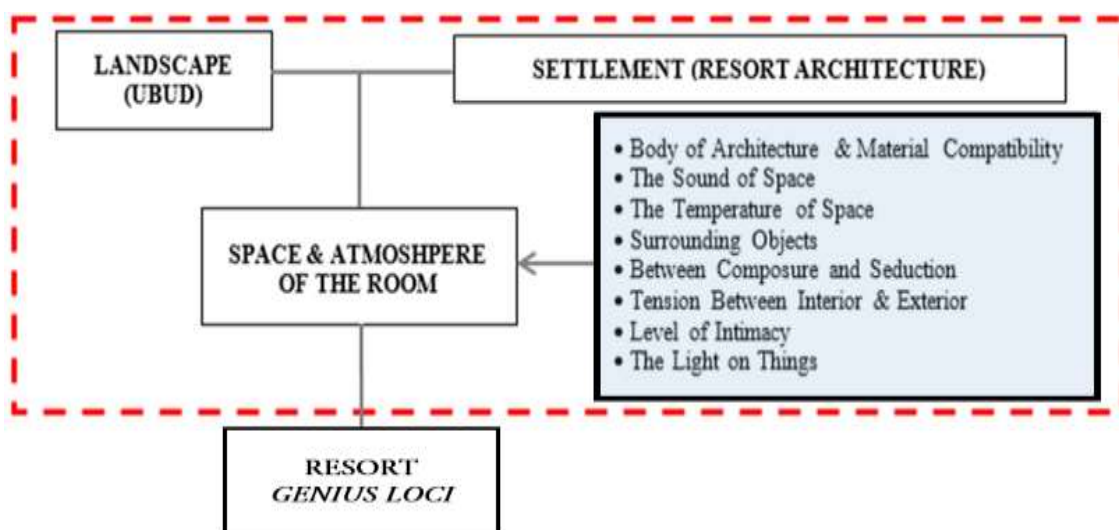 LANDSCAPE
(UBUD)
SETTLEMENT (RESORT ARCHITECTURE)
• Body of Architecture & Material Compatibility
• The Sound of Space
• The Temperature of Space
• Surrounding Objects
• Between Composure and Seduction
• Tension Between Interior & Exterior
• Level of Intimacy
• The Light on Things
SPACE & ATMOSHPERE
OF THE ROOM
RESORT
GENIUS LOCI